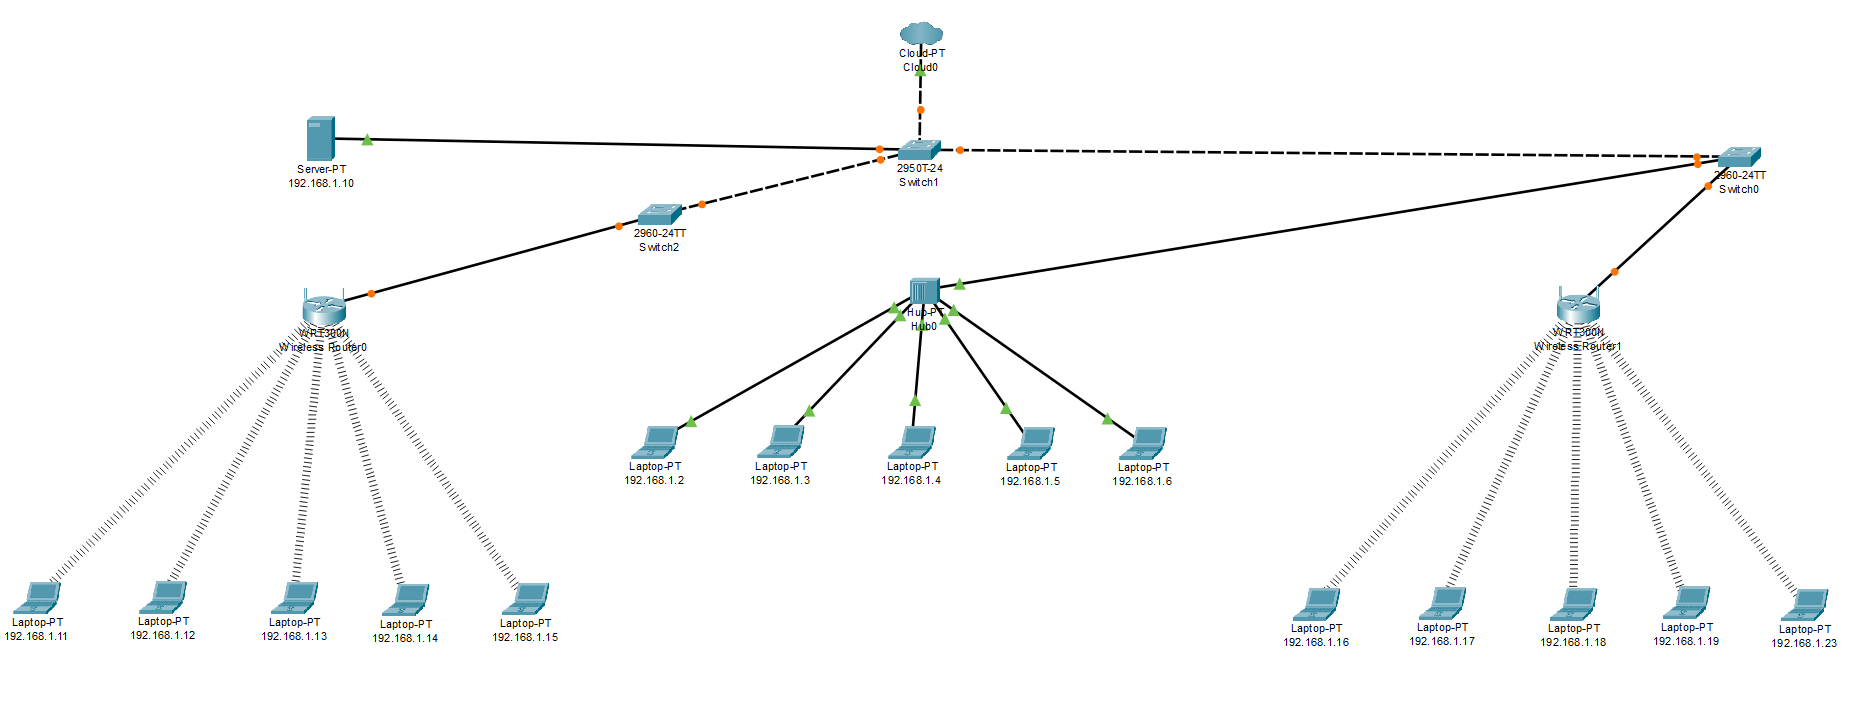 Cloud-PT
Cloud0
Server-PT
192.168.1.10
2950T-24
Switch1
2960-24TT
Switch0
2960-24TT
Switch2
WRT300N
Wireless Router0
Hub-PT
Hub0
WRT300N
Wireless Router1
Laptop-PT
192.168.1.2
Laptop-PT
192.168.1.3
Laptop-PT
192.168.1.4
Laptop-PT
192.168.1.5
Laptop-PT
192.168.1.6
Laptop-PT
192.168.1.11
Laptop-PT
192.168.1.12
Laptop-PT
192.168.1.13
Laptop-PT
192.168.1.14
Laptop-PT
192.168.1.15
Laptop-PT
192.168.1.16
Laptop-PT
192.168.1.17
Laptop-PT
192.168.1.18
Laptop-PT
192.168.1.19
Laptop-PT
192.168.1.23